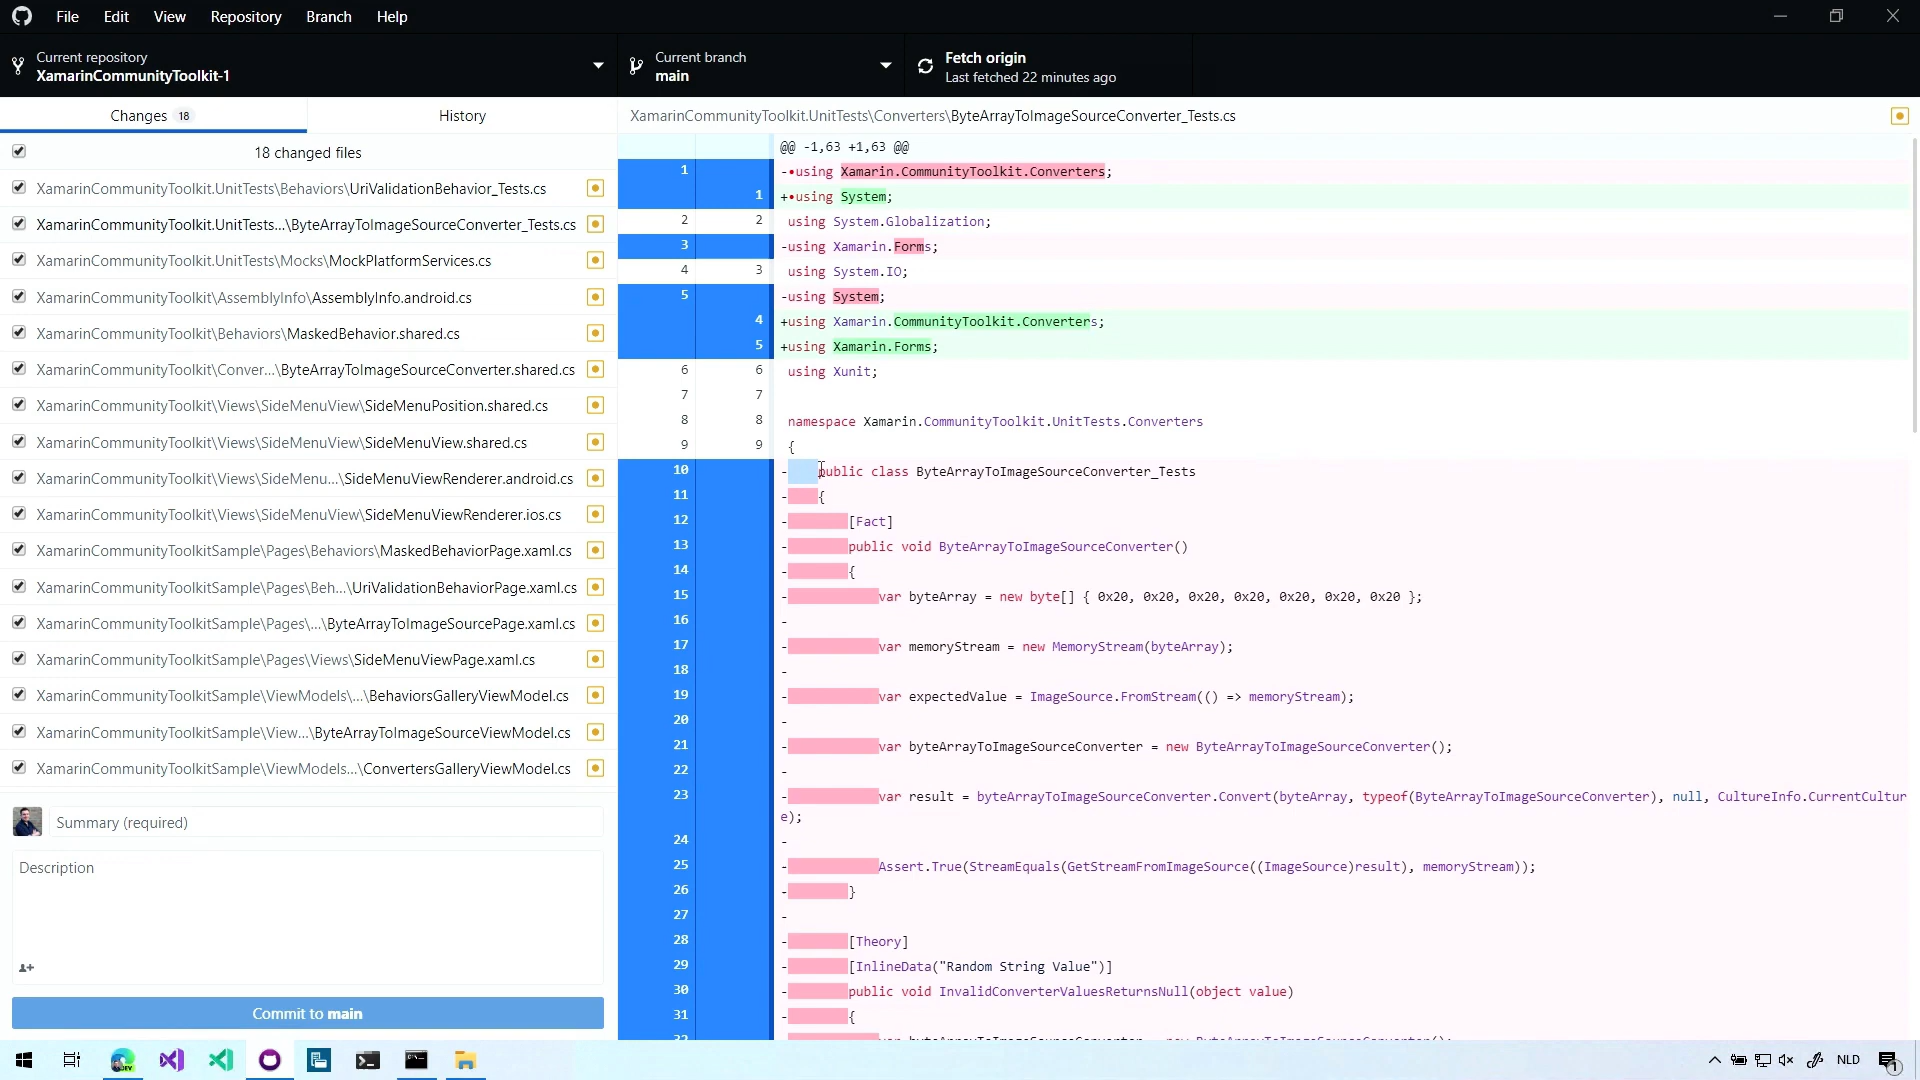 File Edit View Repository Branch Help
Current repository
XamarinCommunityToolkit-1
Current branch
main
Fetch origin
Last fetched 22 minutes ago
Changes 18
History
18 changed files
XamarinCommunityToolkit.UnitTests\Behaviors\UriValidationBehavior_Tests.cs
XamarinCommunityToolkit.UnitTests...\ByteArrayToImageSourceConverter_Tests.cs
XamarinCommunityToolkit.UnitTests\Mocks\MockPlatformServices.cs
XamarinCommunityToolkit\AssemblyInfo\AssemblyInfo.android.cs
XamarinCommunityToolkit\Behaviors\MaskedBehavior.shared.cs
XamarinCommunityToolkit\Conver...\ByteArrayToImageSourceConverter.shared.cs
XamarinCommunityToolkit\Views\SideMenuView\SideMenuPosition.shared.cs
XamarinCommunityToolkit\Views\SideMenuView\SideMenuView.shared.cs
XamarinCommunityToolkit\Views\SideMenu...\SideMenuViewRenderer.android.cs
XamarinCommunityToolkit\Views\SideMenuView\SideMenuViewRenderer.ios.cs
XamarinCommunityToolkitSample\Pages\Behaviors\MaskedBehaviorPage.xaml.cs
XamarinCommunityToolkitSample\Pages\Beh...\UriValidationBehaviorPage.xaml.cs
XamarinCommunityToolkitSample\Pages\...\ByteArrayToImageSourcePage.xaml.cs
XamarinCommunityToolkitSample\Pages\Views\SideMenuViewPage.xaml.cs
XamarinCommunityToolkitSample\ViewModels\...\BehaviorsGalleryViewModel.cs
XamarinCommunityToolkitSample\View...\ByteArrayToImageSourceViewModel.cs
XamarinCommunityToolkitSample\ViewModels...\ConvertersGalleryViewModel.cs
Summary (required)
Description
Commit to main
XamarinCommunityToolkit.UnitTests\Converters\ByteArrayToImageSourceConverter_Tests.cs
@@ -1,63 +1,63 @@
1 -•using Xamarin.CommunityToolkit.Converters;
1 +•using System;
2 2 using System.Globalization;
3 -using Xamarin.Forms;
4 3 using System.IO;
5 -using System;
4 +using Xamarin.CommunityToolkit.Converters;
5 +using Xamarin.Forms;
6 6 using Xunit;
7 7
8 8 namespace Xamarin.CommunityToolkit.UnitTests.Converters
9 9 {
10 - public class ByteArrayToImageSourceConverter_Tests
11 - {
12 - [Fact]
13 - public void ByteArrayToImageSourceConverter()
14 - {
15 - var byteArray = new byte[] { 0x20, 0x20, 0x20, 0x20, 0x20, 0x20, 0x20 };
16 -
17 - var memoryStream = new MemoryStream(byteArray);
18 -
19 - var expectedValue = ImageSource.FromStream(() => memoryStream);
20 -
21 - var byteArrayToImageSourceConverter = new ByteArrayToImageSourceConverter();
22 -
23 - var result = byteArrayToImageSourceConverter.Convert(byteArray, typeof(ByteArrayToImageSourceConverter), null, CultureInfo.CurrentCultur
e);
24 -
25 - Assert.True(StreamEquals(GetStreamFromImageSource((ImageSource)result), memoryStream));
26 - }
27 -
28 - [Theory]
29 - [InlineData("Random String Value")]
30 - public void InvalidConverterValuesReturnsNull(object value)
31 - {
32 - var byteArrayToImageSourceConverter = new ByteArrayToImageSourceConverter();
NLD
1